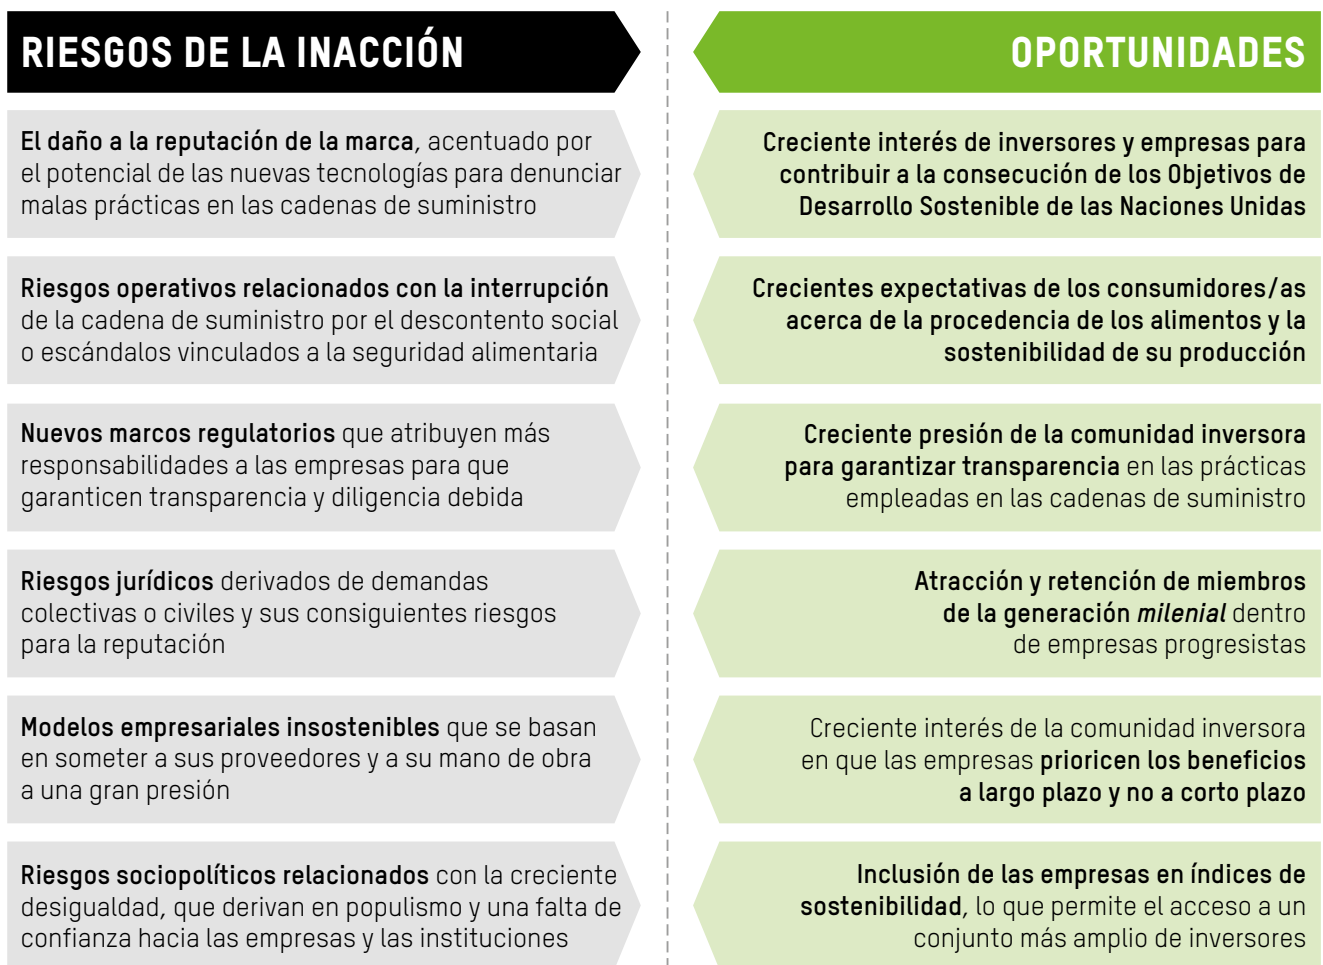 RIESGOS DE LA INACCIÓN
El daño a la reputación de la marca, acentuado por
el potencial de las nuevas tecnologías para denunciar
malas prácticas en las cadenas de suministro
Riesgos operativos relacionados con la interrupción
de la cadena de suministro por el descontento social
o escándalos vinculados a la seguridad alimentaria
Nuevos marcos regulatorios que atribuyen más
responsabilidades a las empresas para que
garanticen transparencia y diligencia debida
Riesgos jurídicos derivados de demandas
colectivas o civiles y sus consiguientes riesgos
para la reputación
Modelos empresariales insostenibles que se basan
en someter a sus proveedores y a su mano de obra
a una gran presión
Riesgos sociopolíticos relacionados con la creciente
desigualdad, que derivan en populismo y una falta de
confianza hacia las empresas y las instituciones
OPORTUNIDADES
Creciente interés de inversores y empresas para
contribuir a la consecución de los Objetivos de
Desarrollo Sostenible de las Naciones Unidas
Crecientes expectativas de los consumidores/as
acerca de la procedencia de los alimentos y la
sostenibilidad de su producción
Creciente presión de la comunidad inversora
para garantizar transparencia en las prácticas
empleadas en las cadenas de suministro
Atracción y retención de miembros
de la generación milenial dentro
de empresas progresistas
Creciente interés de la comunidad inversora
en que las empresas prioricen los beneficios
a largo plazo y no a corto plazo
Inclusión de las empresas en índices de
sostenibilidad, lo que permite el acceso a un
conjunto más amplio de inversores